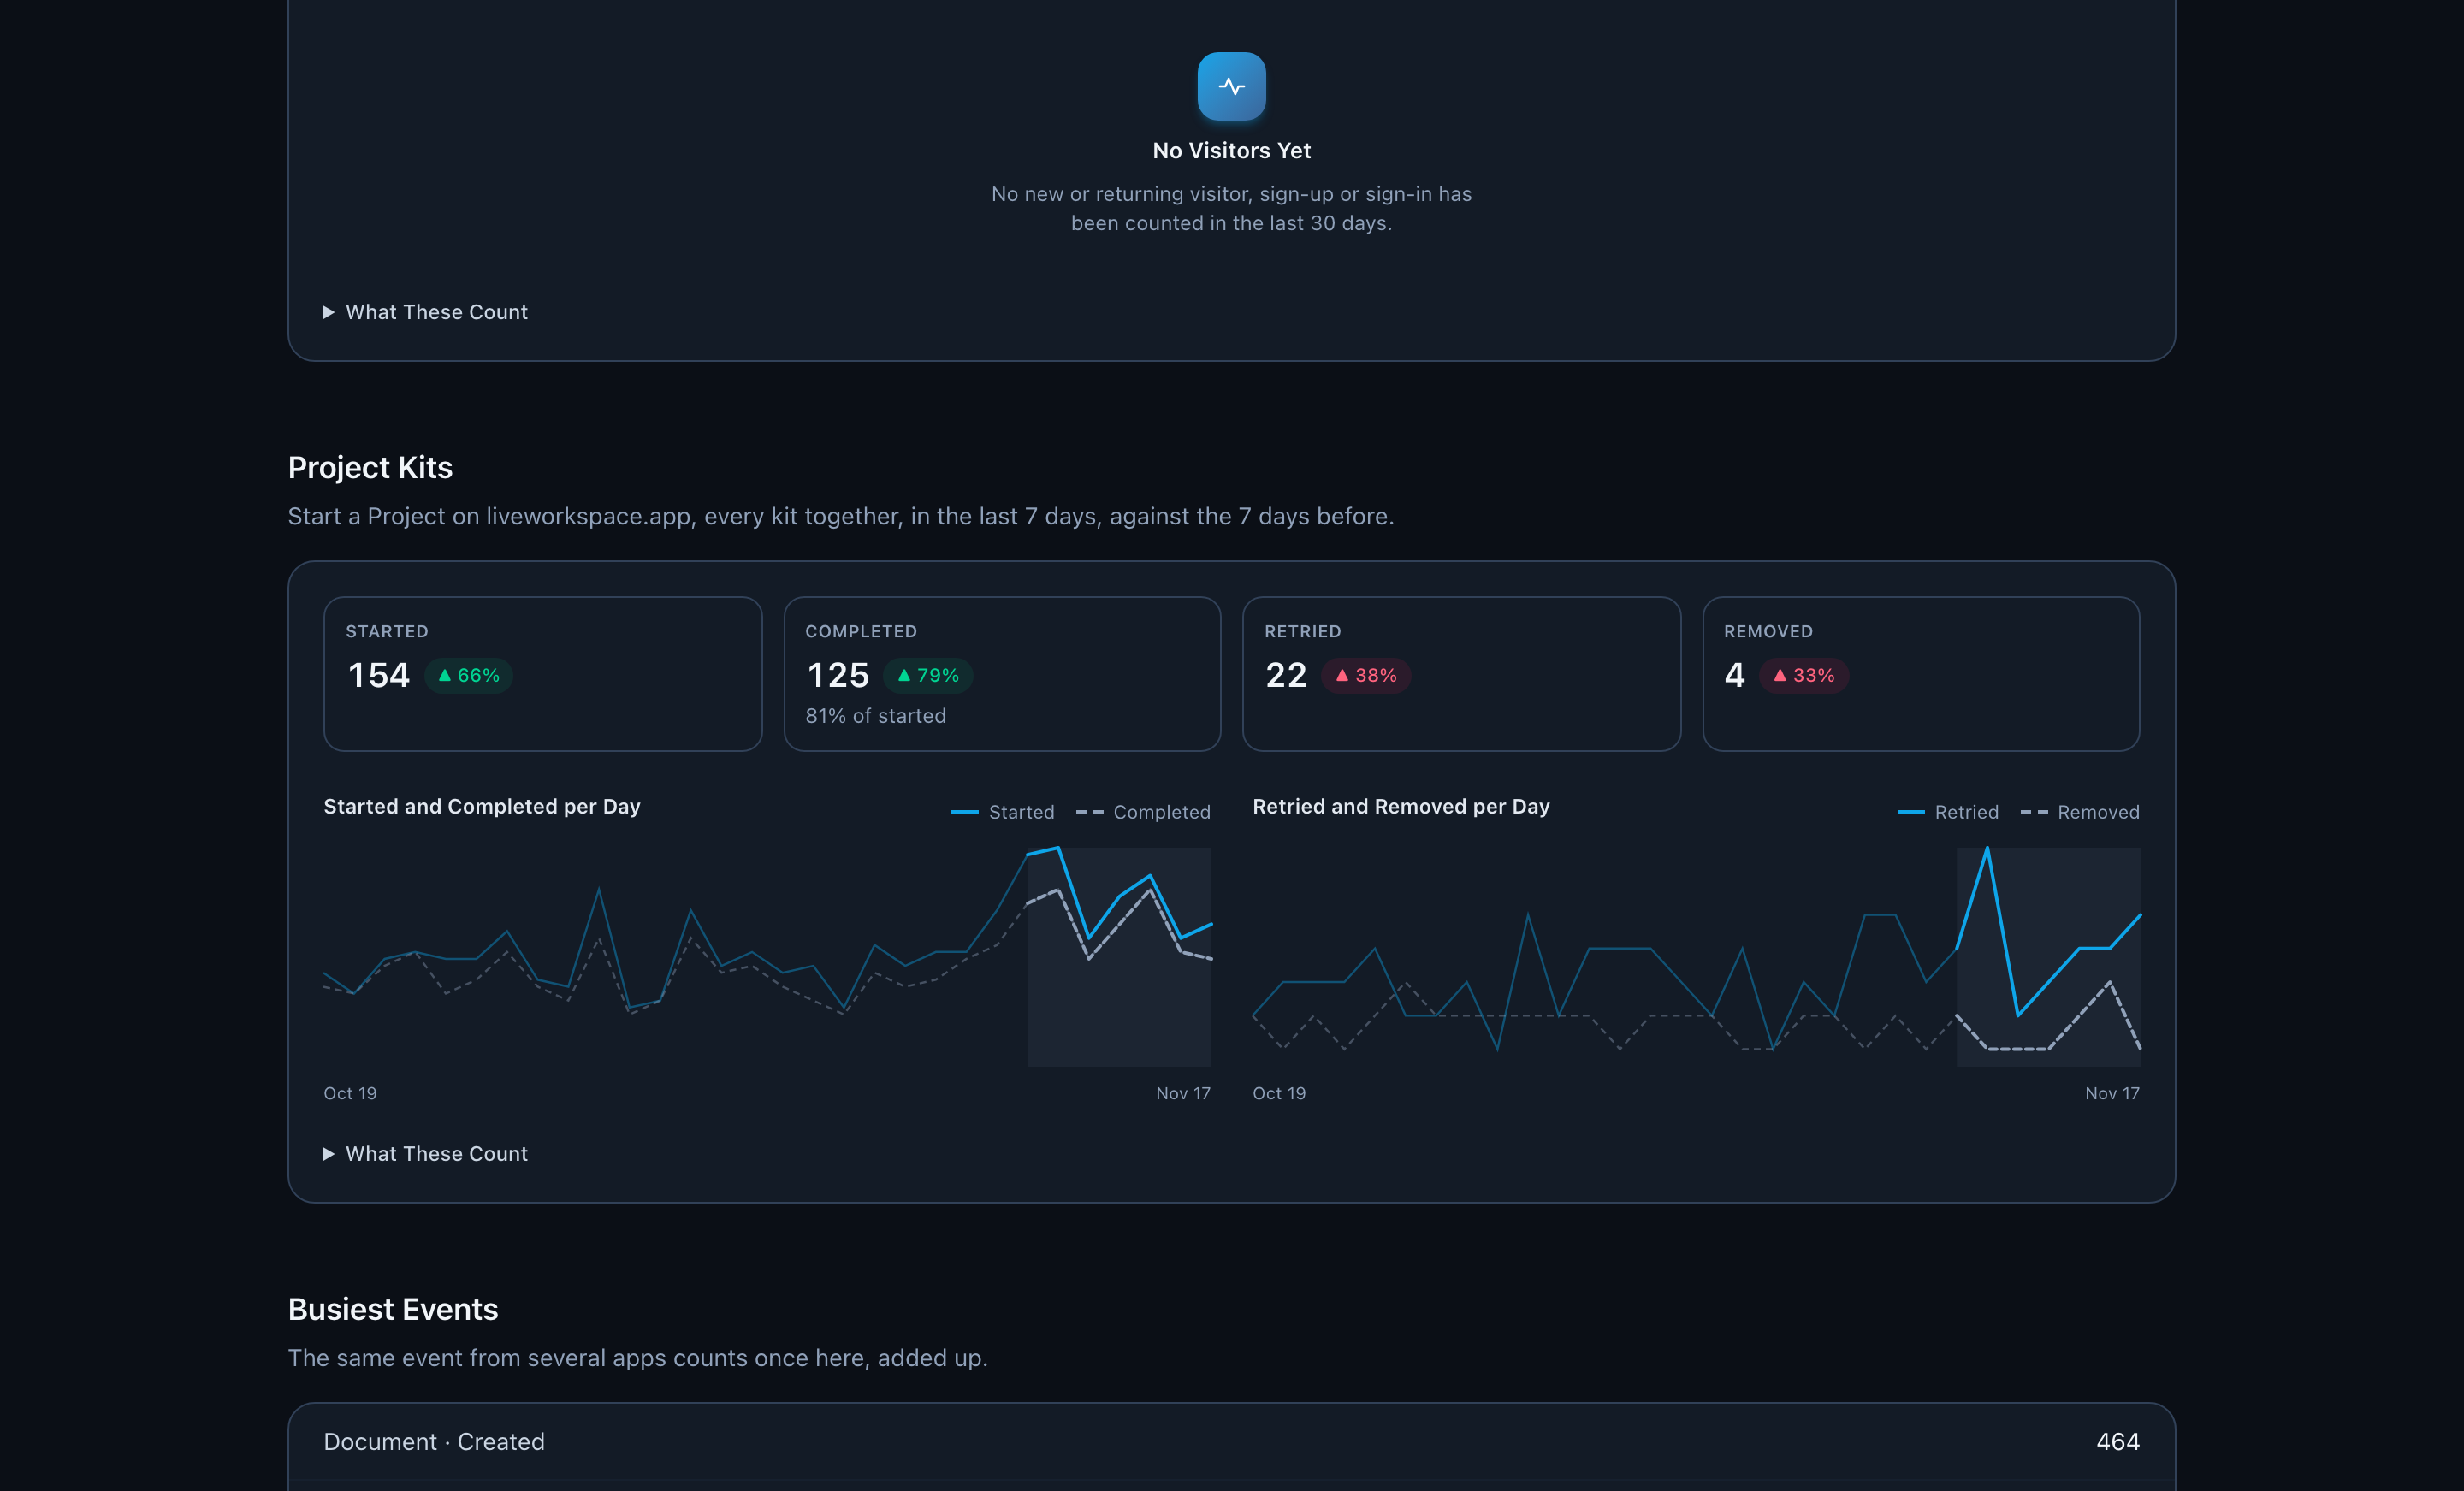 No Visitors Yet
No new or returning visitor, sign-up or sign-in has
been counted in the last 30 days.
What These Count
Project Kits
Start a Project on liveworkspace.app, every kit together, in the last 7 days, against the 7 days before.
STARTED
154 ▲ 66%
COMPLETED
125 ▲ 79%
81% of started
RETRIED
22 ▲ 38%
REMOVED
4 ▲ 33%
Started and Completed per Day
Started
Completed
Oct 19
Nov 17
Retried and Removed per Day
Retried
Removed
Oct 19
Nov 17
What These Count
Busiest Events
The same event from several apps counts once here, added up.
Document · Created
464